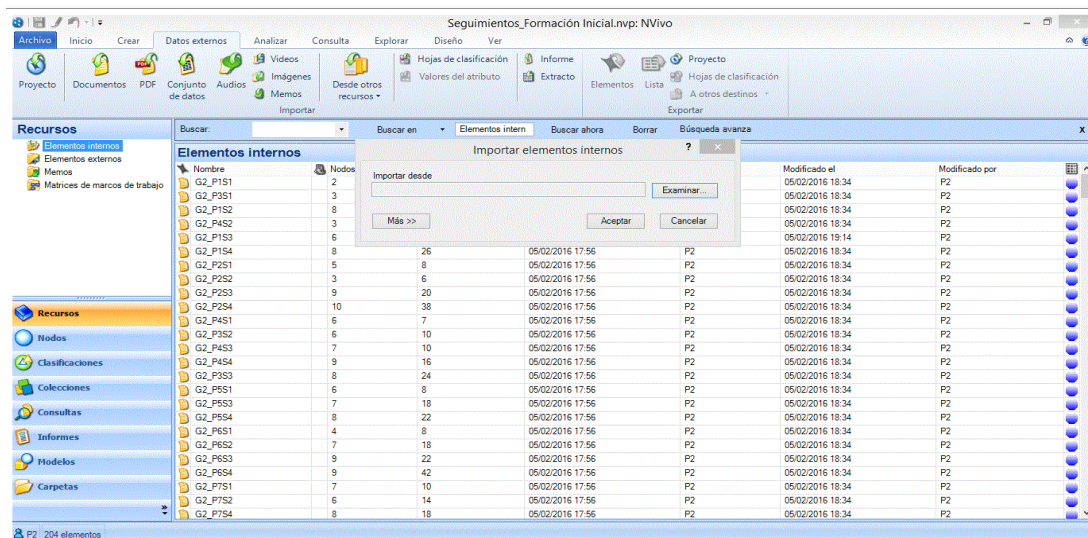 Seguimientos_Formación Inicial.nvp: NVivo
Archivo Inicio Crear Datos externos Analizar Consulta Explorar Diseño Ver
Proyecto Documentos PDF Conjunto de datos Audios
Videos
Imágenes
Memos
Desde otros recursos
Hojas de clasificación
Valores del atributo
Informe
Extracto
Elementos Lista
Proyecto
Hojas de clasificación
A otros destinos
Importar Exportar
Recursos
Elementos internos
Elementos externos
Memos
Matrices de marcos de trabajo
Recursos
Nodos
Clasificaciones
Colecciones
Consultas
Informes
Modelos
Carpetas
Buscar: Buscar en Elementos intern Buscar ahora Borrar Búsqueda avanza x
Elementos internos
Importar elementos internos ? x
Importar desde
Examinar...
Más >> Aceptar Cancelar
Nombre Nodos Modificado el Modificado por
G2_P1S1 2 05/02/2016 18:34 P2
G2_P3S1 3 05/02/2016 18:34 P2
G2_P1S2 8 05/02/2016 18:34 P2
G2_P4S2 3 05/02/2016 18:34 P2
G2_P1S3 6 05/02/2016 19:14 P2
G2_P1S4 8 26 05/02/2016 17:56 P2 05/02/2016 18:34 P2
G2_P2S1 5 8 05/02/2016 17:56 P2 05/02/2016 18:34 P2
G2_P2S2 3 6 05/02/2016 17:56 P2 05/02/2016 18:34 P2
G2_P2S3 9 20 05/02/2016 17:56 P2 05/02/2016 18:34 P2
G2_P2S4 10 38 05/02/2016 17:56 P2 05/02/2016 18:34 P2
G2_P4S1 6 7 05/02/2016 17:56 P2 05/02/2016 18:34 P2
G2_P3S2 6 10 05/02/2016 17:56 P2 05/02/2016 18:34 P2
G2_P4S3 7 10 05/02/2016 17:56 P2 05/02/2016 18:34 P2
G2_P4S4 9 16 05/02/2016 17:56 P2 05/02/2016 18:34 P2
G2_P3S3 8 24 05/02/2016 17:56 P2 05/02/2016 18:34 P2
G2_P5S1 6 8 05/02/2016 17:56 P2 05/02/2016 18:34 P2
G2_P5S3 7 18 05/02/2016 17:56 P2 05/02/2016 18:34 P2
G2_P5S4 8 22 05/02/2016 17:56 P2 05/02/2016 18:34 P2
G2_P6S1 4 8 05/02/2016 17:56 P2 05/02/2016 18:34 P2
G2_P6S2 7 18 05/02/2016 17:56 P2 05/02/2016 18:34 P2
G2_P6S3 9 22 05/02/2016 17:56 P2 05/02/2016 18:34 P2
G2_P6S4 9 42 05/02/2016 17:56 P2 05/02/2016 18:34 P2
G2_P7S1 7 10 05/02/2016 17:56 P2 05/02/2016 18:34 P2
G2_P7S2 6 14 05/02/2016 17:56 P2 05/02/2016 18:34 P2
G2_P7S4 8 18 05/02/2016 17:56 P2 05/02/2016 18:34 P2
P2 204 elementos